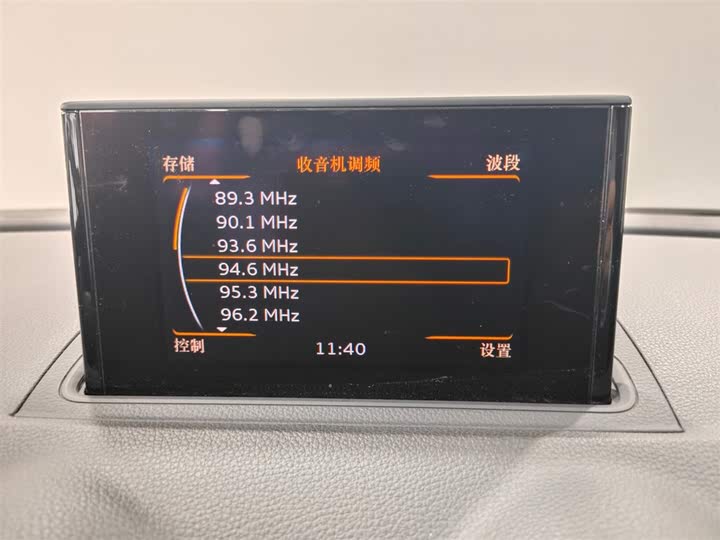 存储 收音机调频 波段
89.3 MHz
90.1 MHz
93.6 MHz
94.6 MHz
95.3 MHz
96.2 MHz
控制 11:40 设置